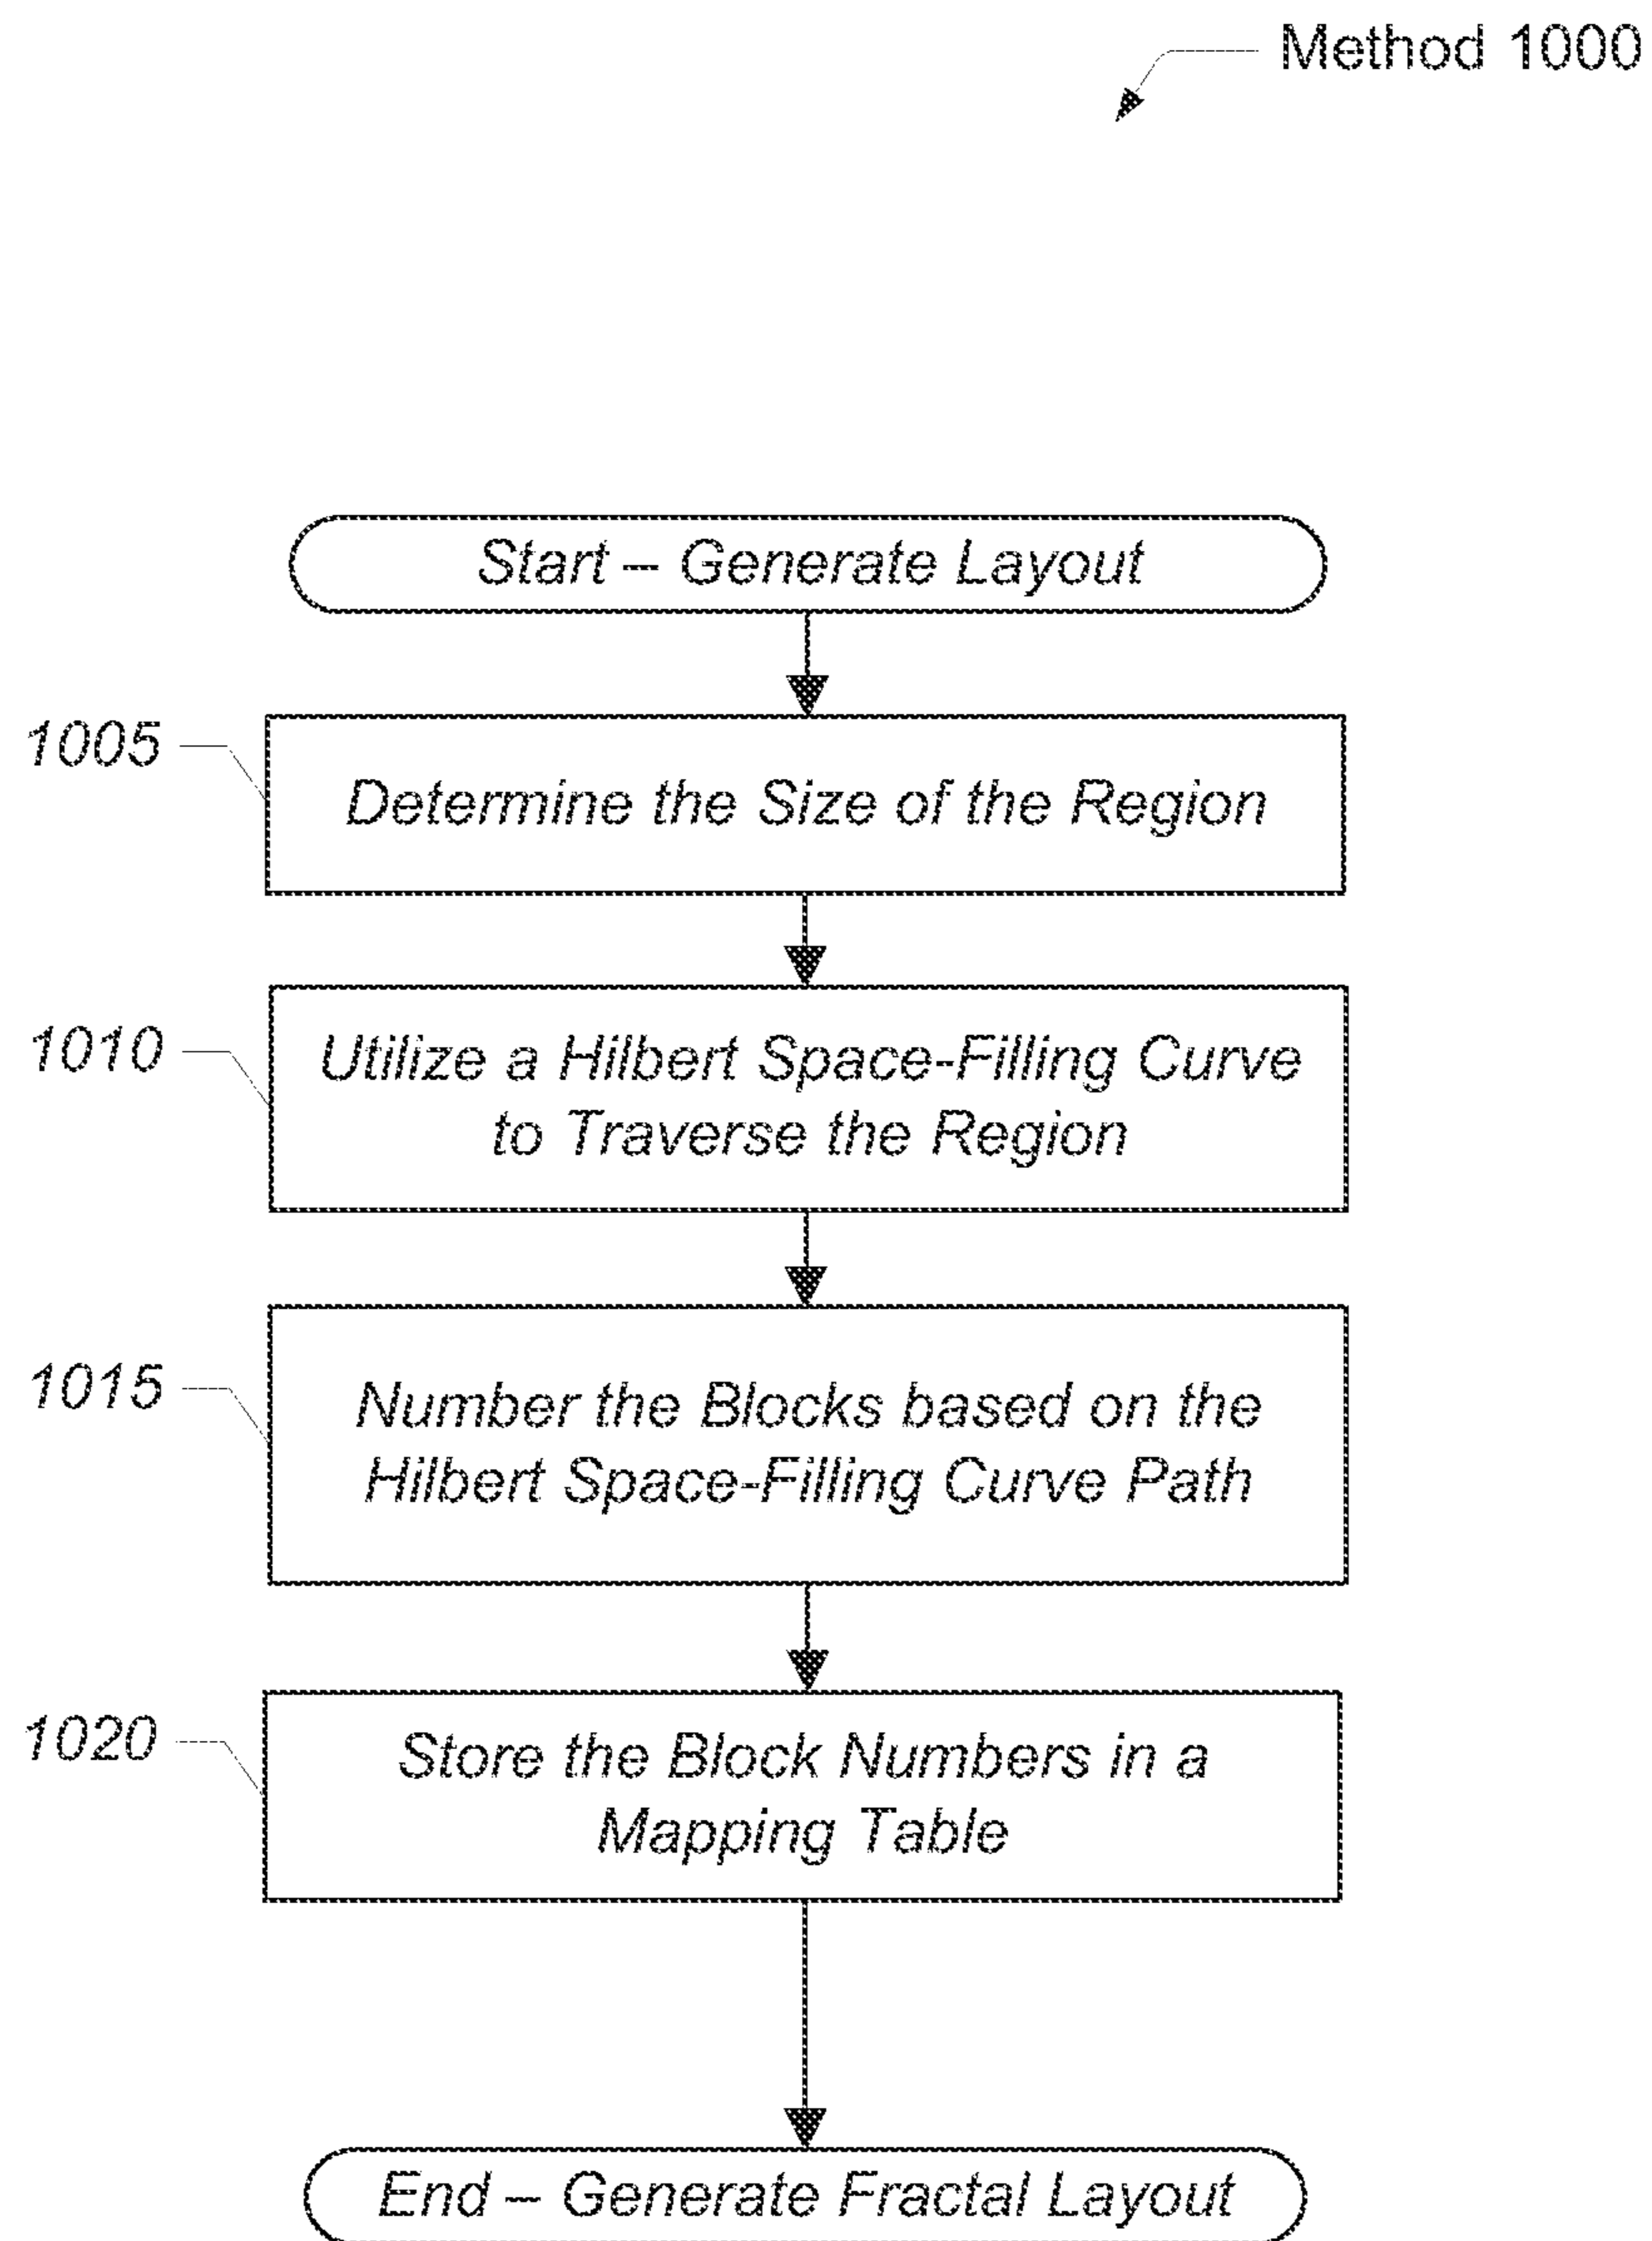 Method 1000
Start – Generate Layout
1005
Determine the Size of the Region
1010
Utilize a Hilbert Space-Filling Curve
to Traverse the Region
1015
Number the Blocks based on the
Hilbert Space-Filling Curve Path
1020
Store the Block Numbers in a
Mapping Table
End – Generate Fractal Layout